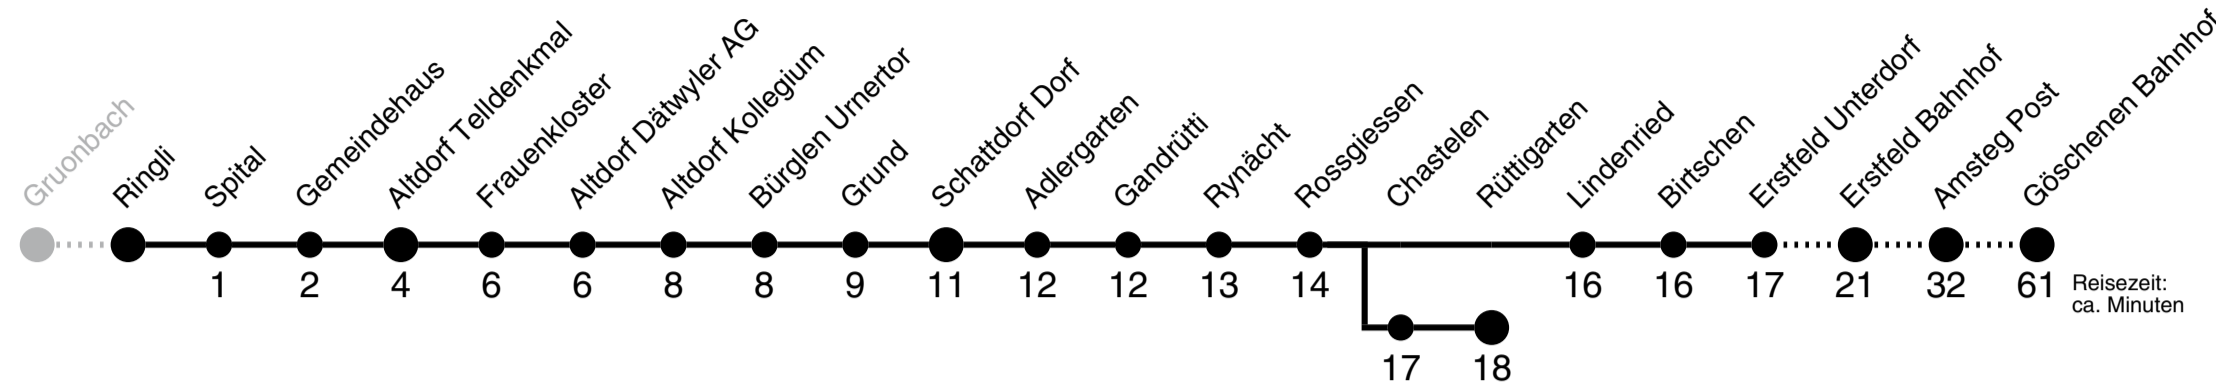 Gruonbach
Ringli
Spital
Gemeindehaus
Altdorf Telldenkmal
Frauenkloster
Altdorf Dätwyler AG
Altdorf Kollegium
Bürglen Urnertor
Grund
Schattdorf Dorf
Adlergarten
Gandrütti
Rynächt
Rossgiessen
Chastelen
Rüttigarten
Lindenried
Birtschen
Erstfeld Unterdorf
Erstfeld Bahnhof
Amsteg Post
Göschenen Bahnhof
1 2 4 6 6 8 8 9 11 12 12 13 14 16 16 17 21 32 61
Reisezeit:
ca. Minuten
17 18